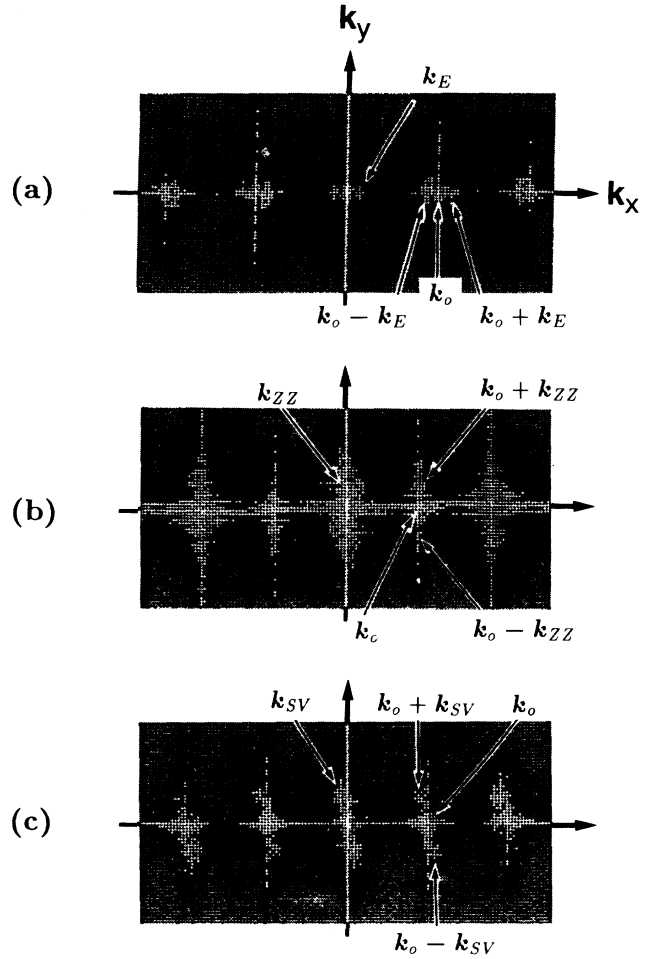 k_y
k_E
(a)
k_x
k_o
k_o − k_E k_o + k_E
k_ZZ k_o + k_ZZ
(b)
k_o k_o − k_ZZ
k_SV k_o + k_SV k_o
(c)
k_o − k_SV